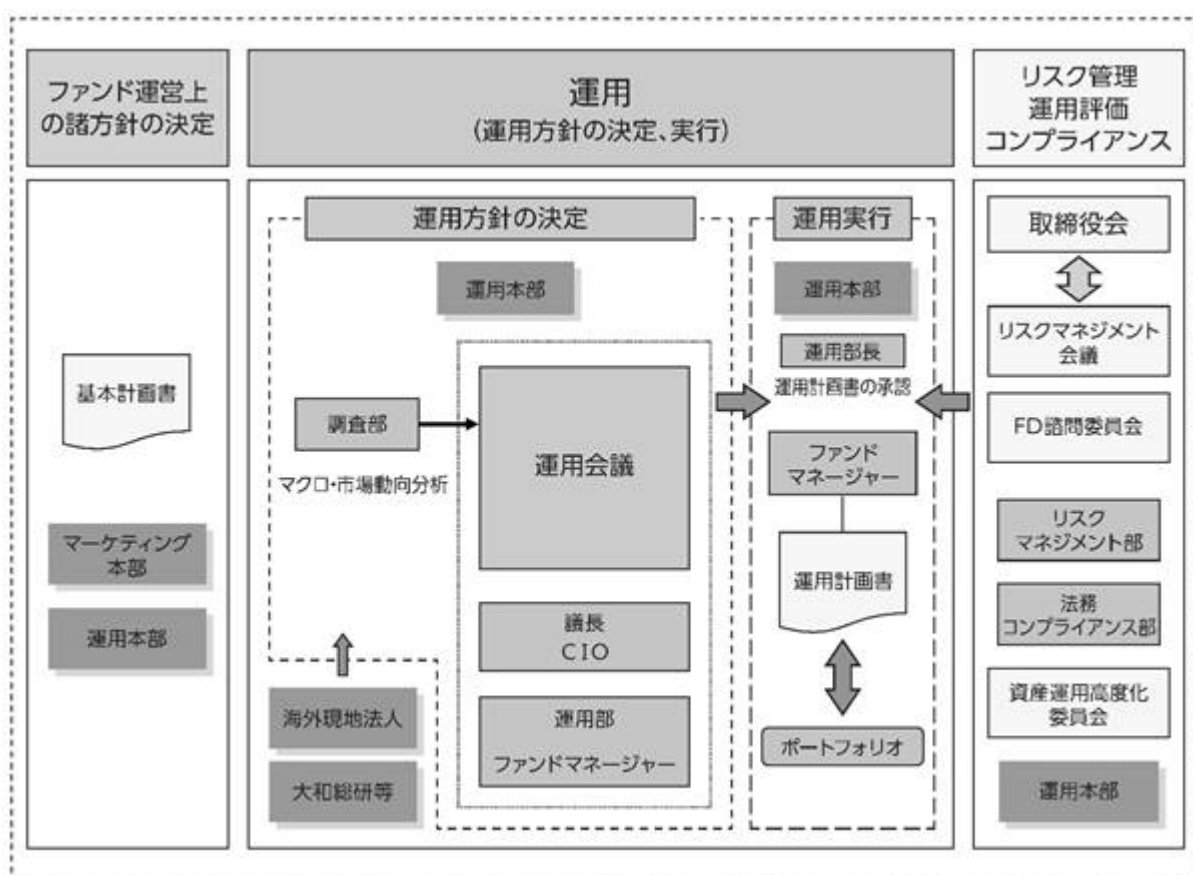 ファンド運営上
の諸方針の決定
基本計画書
マーケティング
本部
運用本部
運用
(運用方針の決定、実行)
運用方針の決定
運用本部
調査部
マクロ・市場動向分析
運用会議
議長
CIO
運用部
ファンドマネージャー
海外現地法人
大和総研等
運用実行
運用本部
運用部長
運用計画書の承認
ファンド
マネージャー
運用計画書
ポートフォリオ
リスク管理
運用評価
コンプライアンス
取締役会
リスクマネジメント
会議
FD諮問委員会
リスク
マネジメント部
法務
コンプライアンス部
資産運用高度化
委員会
運用本部